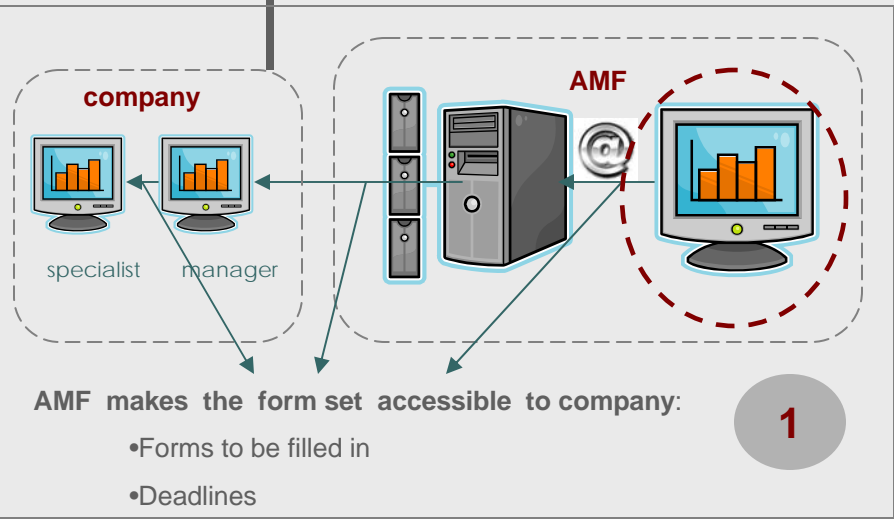 company
AMF
@
specialist
manager
AMF makes the form set accessible to company:
•Forms to be filled in
•Deadlines
1